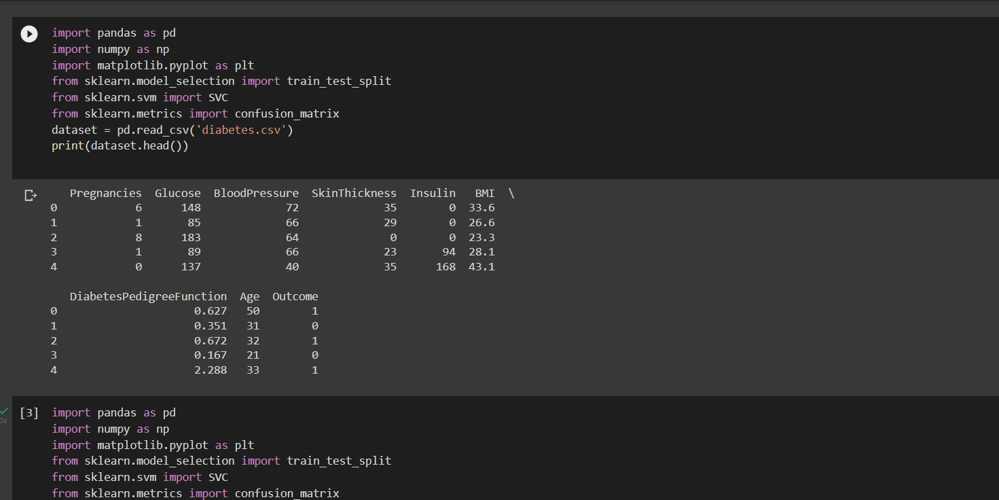 import pandas as pd
import numpy as np
import matplotlib.pyplot as plt
from sklearn.model_selection import train_test_split
from sklearn.svm import SVC
from sklearn.metrics import confusion_matrix
dataset = pd.read_csv('diabetes.csv')
print(dataset.head())
Pregnancies Glucose BloodPressure SkinThickness Insulin BMI \
0 6 148 72 35 0 33.6
1 1 85 66 29 0 26.6
2 8 183 64 0 0 23.3
3 1 89 66 23 94 28.1
4 0 137 40 35 168 43.1
DiabetesPedigreeFunction Age Outcome
0 0.627 50 1
1 0.351 31 0
2 0.672 32 1
3 0.167 21 0
4 2.288 33 1
[3] import pandas as pd
0s import numpy as np
import matplotlib.pyplot as plt
from sklearn.model_selection import train_test_split
from sklearn.svm import SVC
from sklearn.metrics import confusion_matrix